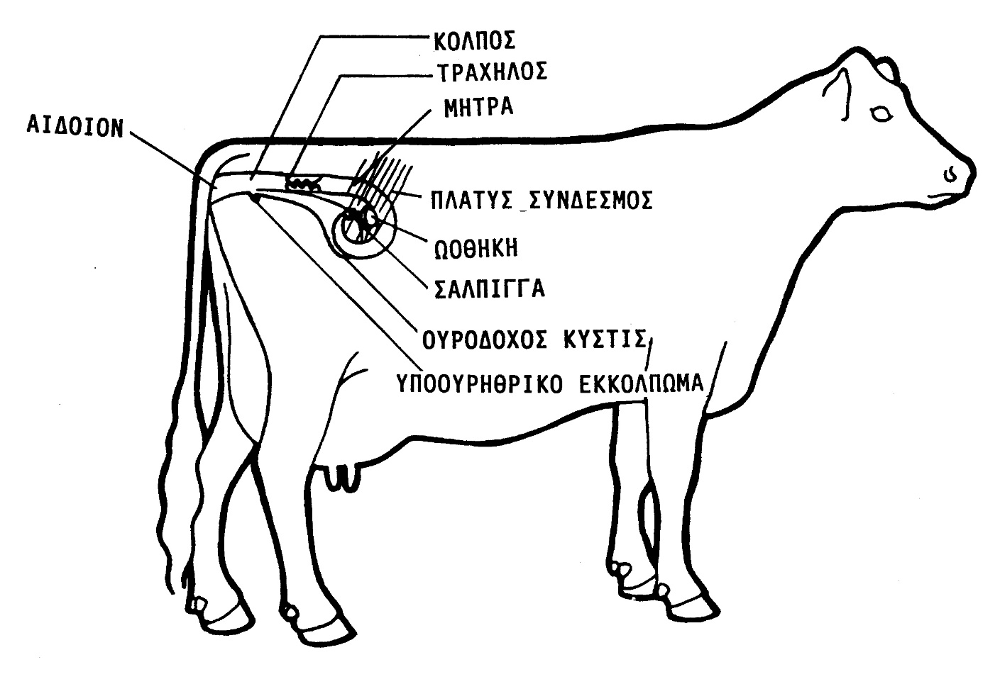 ΚΟΛΠΟΣ
ΤΡΑΧΗΛΟΣ
ΜΗΤΡΑ
ΑΙΔΟΙΟΝ
ΠΛΑΤΥΣ ΣΥΝΔΕΣΜΟΣ
ΩΟΘΗΚΗ
ΣΑΛΠΙΓΓΑ
ΟΥΡΟΔΟΧΟΣ ΚΥΣΤΙΣ
ΥΠΟΟΥΡΗΘΡΙΚΟ ΕΚΚΟΛΠΩΜΑ